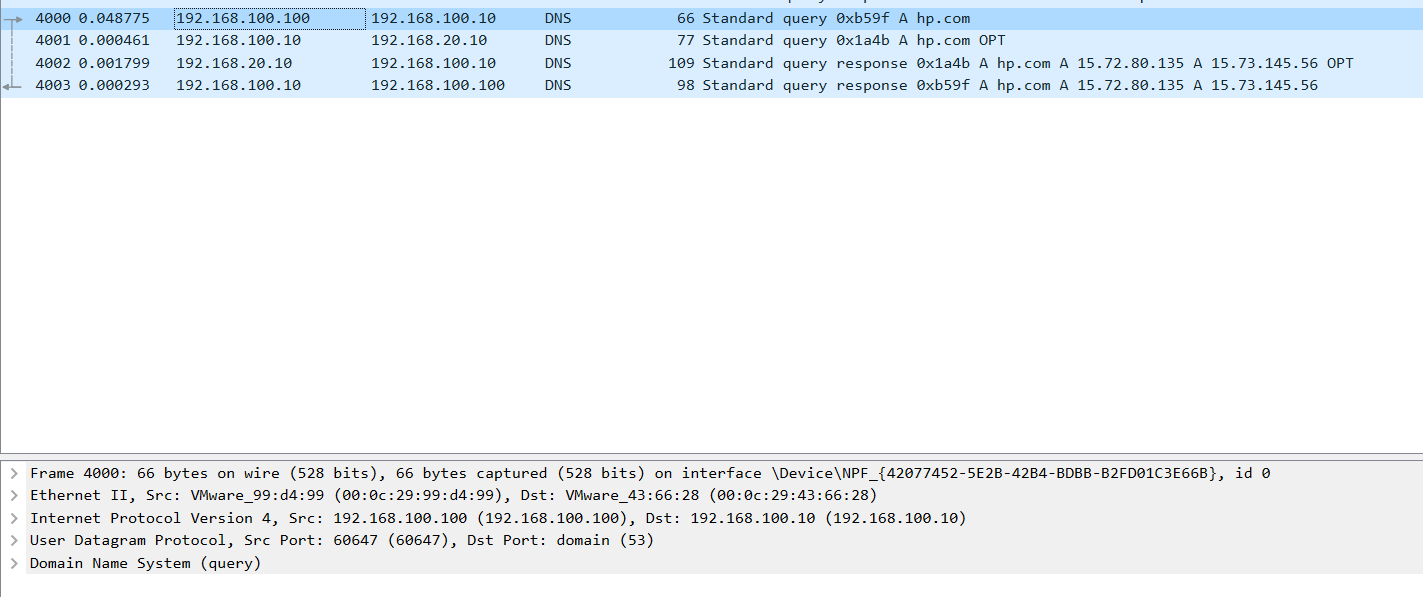 4000 0.048775 192.168.100.100 192.168.100.10 DNS 66 Standard query 0xb59f A hp.com
4001 0.000461 192.168.100.10 192.168.20.10 DNS 77 Standard query 0x1a4b A hp.com OPT
4002 0.001799 192.168.20.10 192.168.100.10 DNS 109 Standard query response 0x1a4b A hp.com A 15.72.80.135 A 15.73.145.56 OPT
4003 0.000293 192.168.100.10 192.168.100.100 DNS 98 Standard query response 0xb59f A hp.com A 15.72.80.135 A 15.73.145.56
Frame 4000: 66 bytes on wire (528 bits), 66 bytes captured (528 bits) on interface \Device\NPF_{42077452-5E2B-42B4-BDBB-B2FD01C3E66B}, id 0
Ethernet II, Src: VMware_99:d4:99 (00:0c:29:99:d4:99), Dst: VMware_43:66:28 (00:0c:29:43:66:28)
Internet Protocol Version 4, Src: 192.168.100.100 (192.168.100.100), Dst: 192.168.100.10 (192.168.100.10)
User Datagram Protocol, Src Port: 60647 (60647), Dst Port: domain (53)
Domain Name System (query)